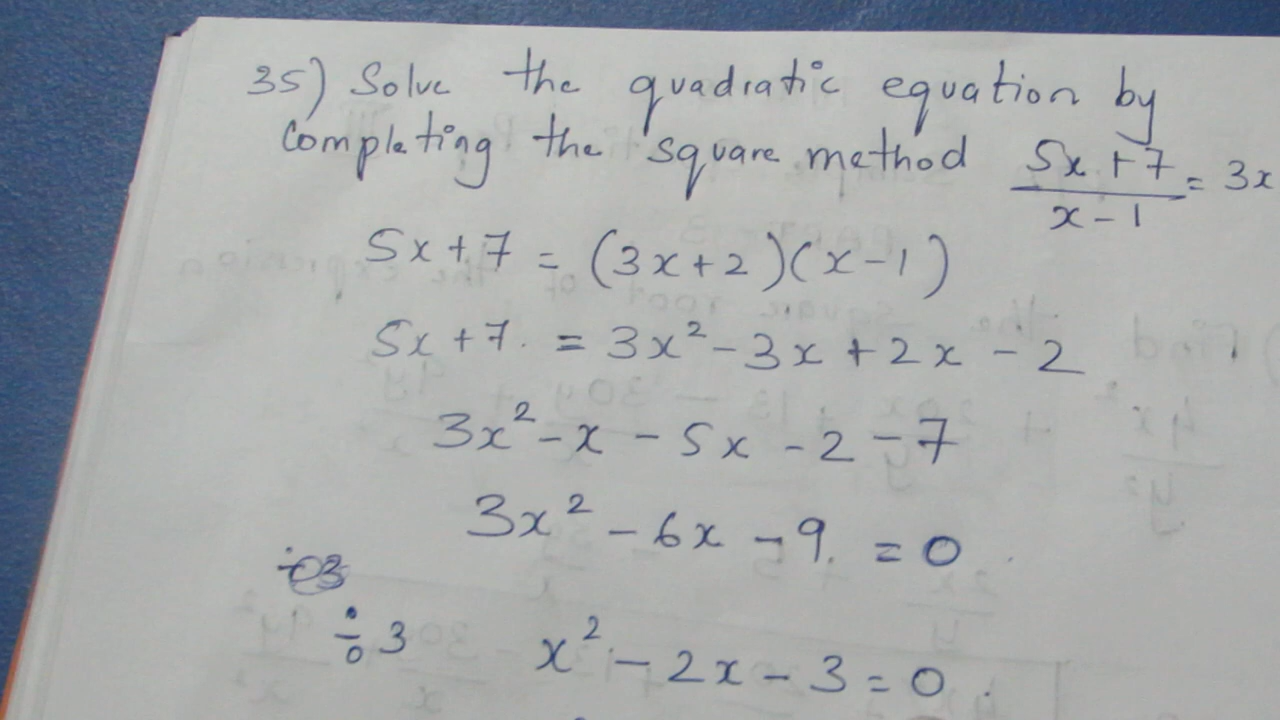 35) Solve the quadratic equation by
completing the square method (5x + 7)/(x - 1) = 3x
5x + 7 = (3x + 2)(x - 1)
5x + 7. = 3x² - 3x + 2x - 2
3x² - x - 5x - 2 - 7
3x² - 6x - 9. = 0
÷ 3 x² - 2x - 3 = 0.